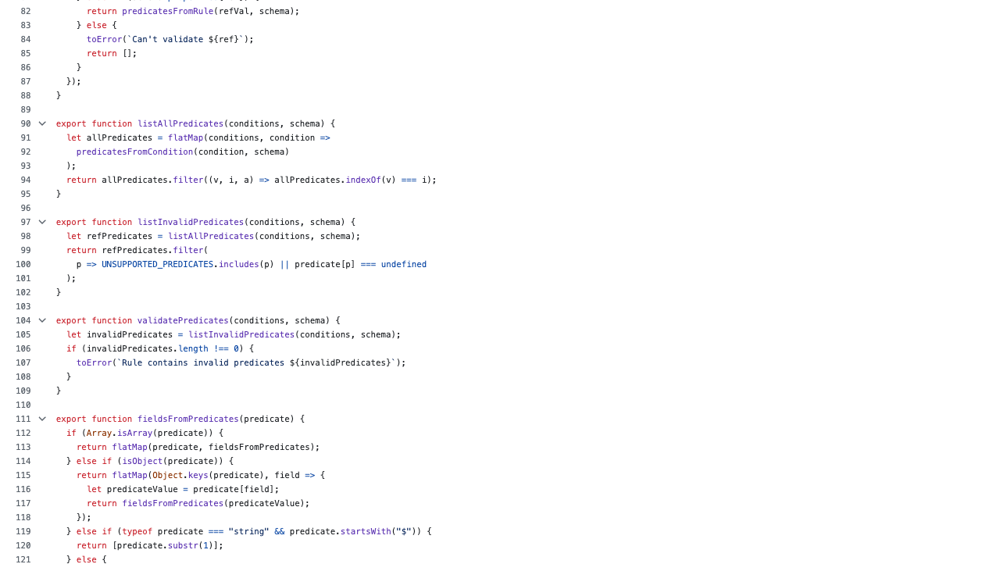 82 return predicatesFromRule(refVal, schema);
83 } else {
84 toError(`Can't validate ${ref}`);
85 return [];
86 }
87 });
88 }
89
90 export function listAllPredicates(conditions, schema) {
91 let allPredicates = flatMap(conditions, condition =>
92 predicatesFromCondition(condition, schema)
93 );
94 return allPredicates.filter((v, i, a) => allPredicates.indexOf(v) === i);
95 }
96
97 export function listInvalidPredicates(conditions, schema) {
98 let refPredicates = listAllPredicates(conditions, schema);
99 return refPredicates.filter(
100 p => UNSUPPORTED_PREDICATES.includes(p) || predicate[p] === undefined
101 );
102 }
103
104 export function validatePredicates(conditions, schema) {
105 let invalidPredicates = listInvalidPredicates(conditions, schema);
106 if (invalidPredicates.length !== 0) {
107 toError(`Rule contains invalid predicates ${invalidPredicates}`);
108 }
109 }
110
111 export function fieldsFromPredicates(predicate) {
112 if (Array.isArray(predicate)) {
113 return flatMap(predicate, fieldsFromPredicates);
114 } else if (isObject(predicate)) {
115 return flatMap(Object.keys(predicate), field => {
116 let predicateValue = predicate[field];
117 return fieldsFromPredicates(predicateValue);
118 });
119 } else if (typeof predicate === "string" && predicate.startsWith("$")) {
120 return [predicate.substr(1)];
121 } else {